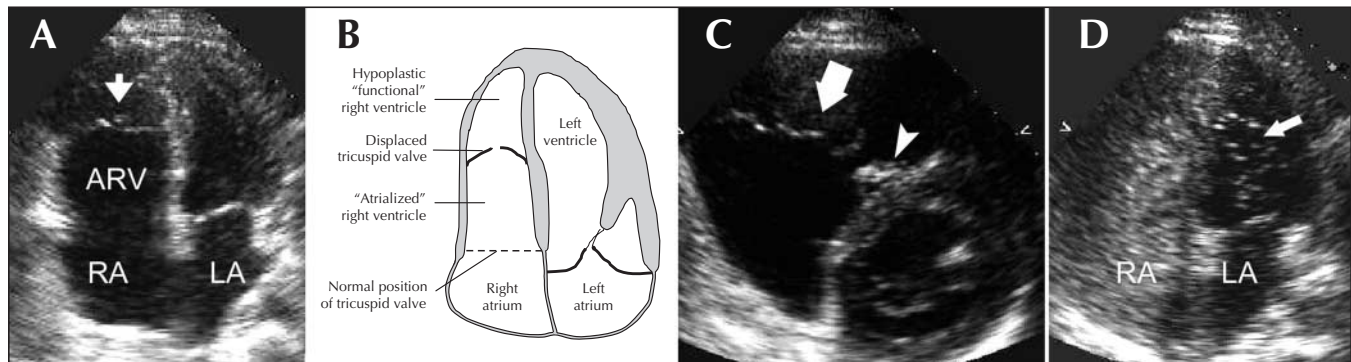 A
ARV
RA
LA
B
Hypoplastic
"functional"
right ventricle
Displaced
tricuspid valve
"Atrialized"
right ventricle
Normal position
of tricuspid valve
Left
ventricle
Right
atrium
Left
atrium
C
D
RA
LA